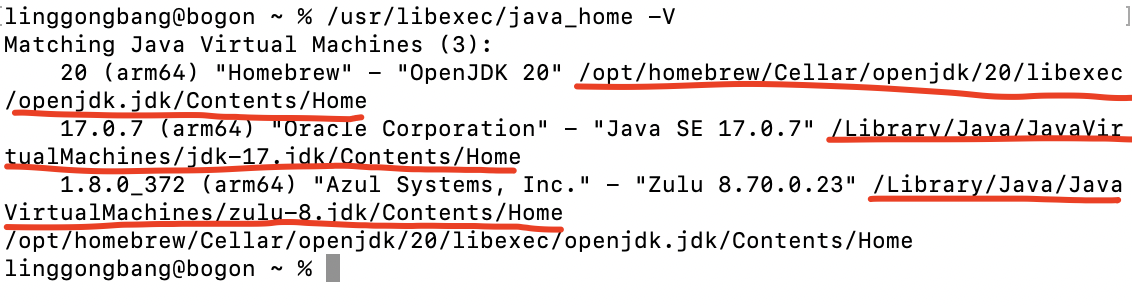 linggongbang@bogon ~ % /usr/libexec/java_home -V
Matching Java Virtual Machines (3):
    20 (arm64) "Homebrew" - "OpenJDK 20" /opt/homebrew/Cellar/openjdk/20/libexec
/openjdk.jdk/Contents/Home
    17.0.7 (arm64) "Oracle Corporation" - "Java SE 17.0.7" /Library/Java/JavaVir
tualMachines/jdk-17.jdk/Contents/Home
    1.8.0_372 (arm64) "Azul Systems, Inc." - "Zulu 8.70.0.23" /Library/Java/Java
VirtualMachines/zulu-8.jdk/Contents/Home
/opt/homebrew/Cellar/openjdk/20/libexec/openjdk.jdk/Contents/Home
linggongbang@bogon ~ %